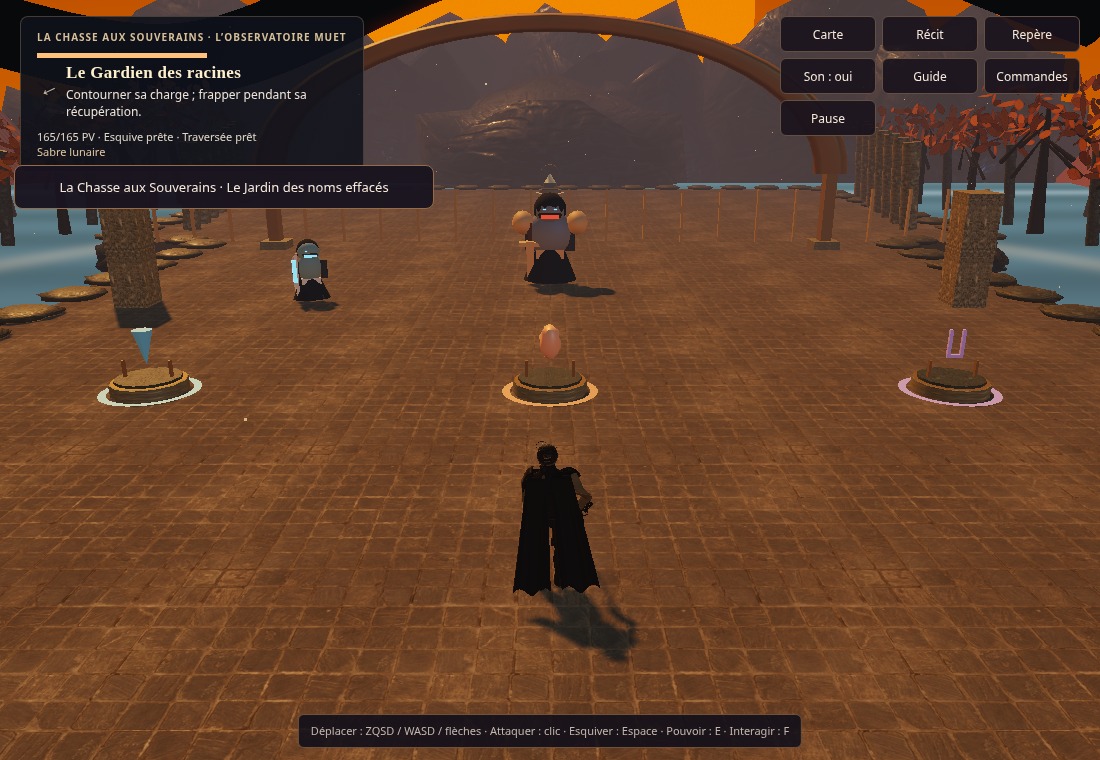 LA CHASSE AUX SOUVERAINS · L'OBSERVATOIRE MUET
Le Gardien des racines
Contourner sa charge ; frapper pendant sa
récupération.
165/165 PV · Esquive prête · Traversée prêt
Sabre lunaire
La Chasse aux Souverains · Le Jardin des noms effacés
Carte
Récit
Repère
Son : oui
Guide
Commandes
Pause
Déplacer : ZQSD / WASD / flèches · Attaquer : clic · Esquiver : Espace · Pouvoir : E · Interagir : F